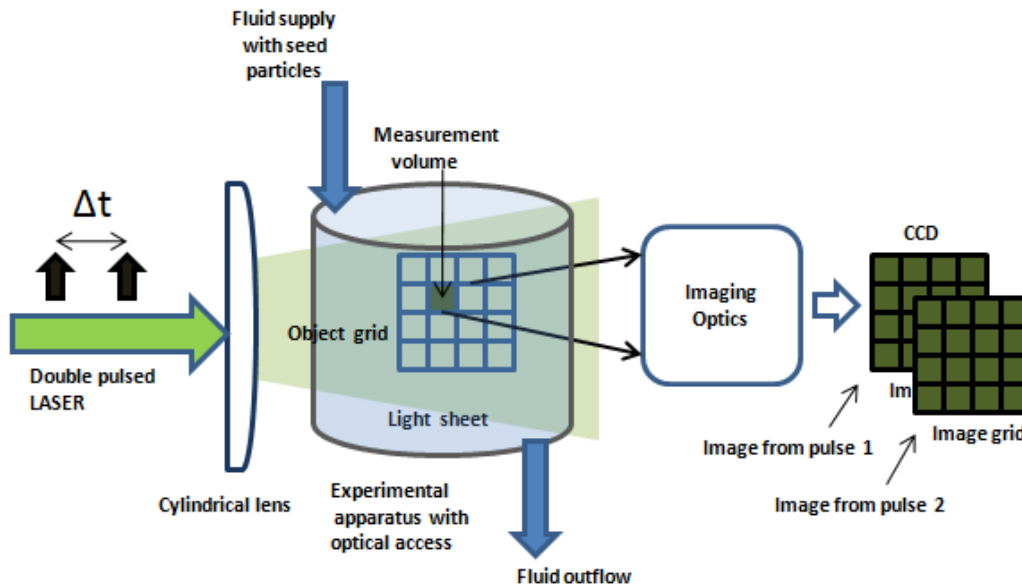 Fluid supply
with seed
particles
Measurement
volume
Δt
CCD
Imaging
Optics
Object grid
Double pulsed
LASER
Light sheet
Im
Image grid
Image from pulse 1
Cylindrical lens
Experimental
apparatus with
optical access
Image from pulse 2
Fluid outflow